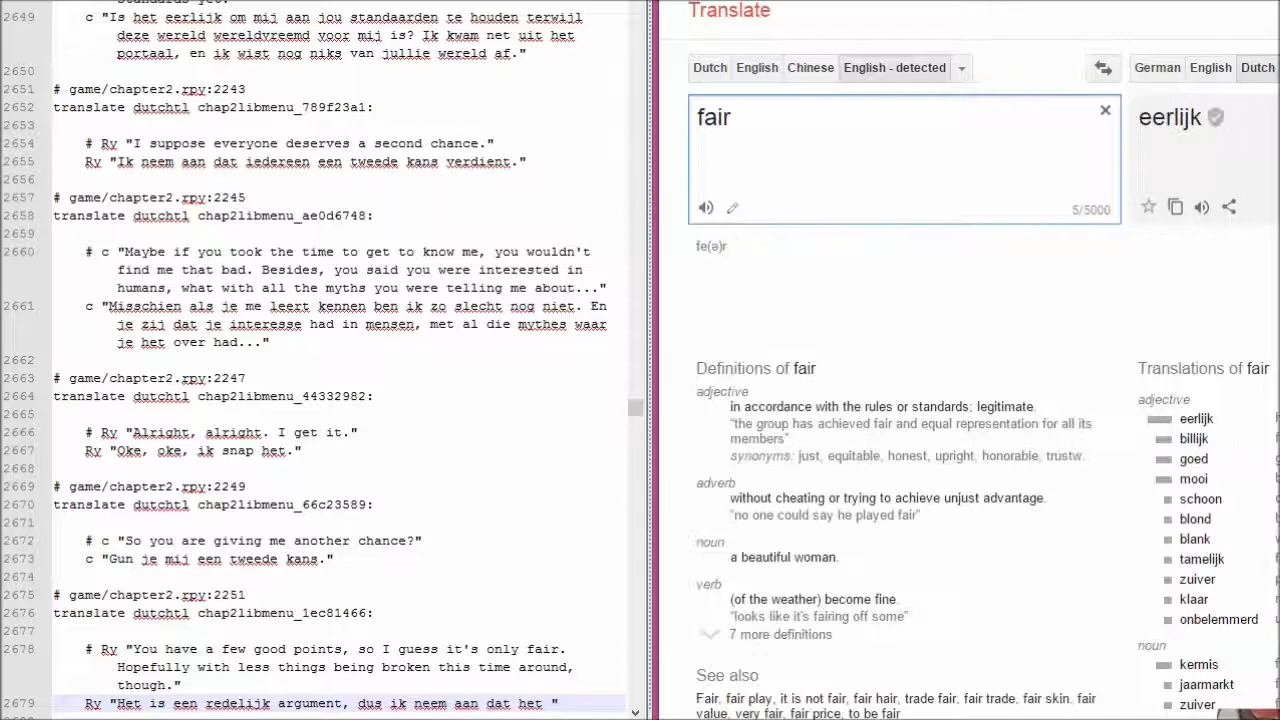 standards yet."
2649 c "Is het eerlijk om mij aan jou standaarden te houden terwijl
deze wereld wereldvreemd voor mij is? Ik kwam net uit het
portaal, en ik wist nog niks van jullie wereld af."
2650
2651 # game/chapter2.rpy:2243
2652 translate dutchtl chap2libmenu_789f23a1:
2653
2654 # Ry "I suppose everyone deserves a second chance."
2655 Ry "Ik neem aan dat iedereen een tweede kans verdient."
2656
2657 # game/chapter2.rpy:2245
2658 translate dutchtl chap2libmenu_ae0d6748:
2659
2660 # c "Maybe if you took the time to get to know me, you wouldn't
find me that bad. Besides, you said you were interested in
humans, what with all the myths you were telling me about..."
2661 c "Misschien als je me leert kennen ben ik zo slecht nog niet. En
je zij dat je interesse had in mensen, met al die mythes waar
je het over had..."
2662
2663 # game/chapter2.rpy:2247
2664 translate dutchtl chap2libmenu_44332982:
2665
2666 # Ry "Alright, alright. I get it."
2667 Ry "Oke, oke, ik snap het."
2668
2669 # game/chapter2.rpy:2249
2670 translate dutchtl chap2libmenu_66c23589:
2671
2672 # c "So you are giving me another chance?"
2673 c "Gun je mij een tweede kans."
2674
2675 # game/chapter2.rpy:2251
2676 translate dutchtl chap2libmenu_1ec81466:
2677
2678 # Ry "You have a few good points, so I guess it's only fair.
Hopefully with less things being broken this time around,
though."
2679 Ry "Het is een redelijk argument, dus ik neem aan dat het "
Translate
Dutch English Chinese English - detected
German English Dutch
fair
eerlijk
5/5000
fe(ə)r
Definitions of fair
adjective
in accordance with the rules or standards; legitimate.
"the group has achieved fair and equal representation for all its
members"
synonyms: just, equitable, honest, upright, honorable, trustw.
adverb
without cheating or trying to achieve unjust advantage.
"no one could say he played fair"
noun
a beautiful woman.
verb
(of the weather) become fine.
"looks like it's fairing off some"
7 more definitions
See also
Fair, fair play, it is not fair, fair hair, trade fair, fair trade, fair skin, fair
value, very fair, fair price, to be fair
Translations of fair
adjective
eerlijk
billijk
goed
mooi
schoon
blond
blank
tamelijk
zuiver
klaar
onbelemmerd
noun
kermis
jaarmarkt
zuiver